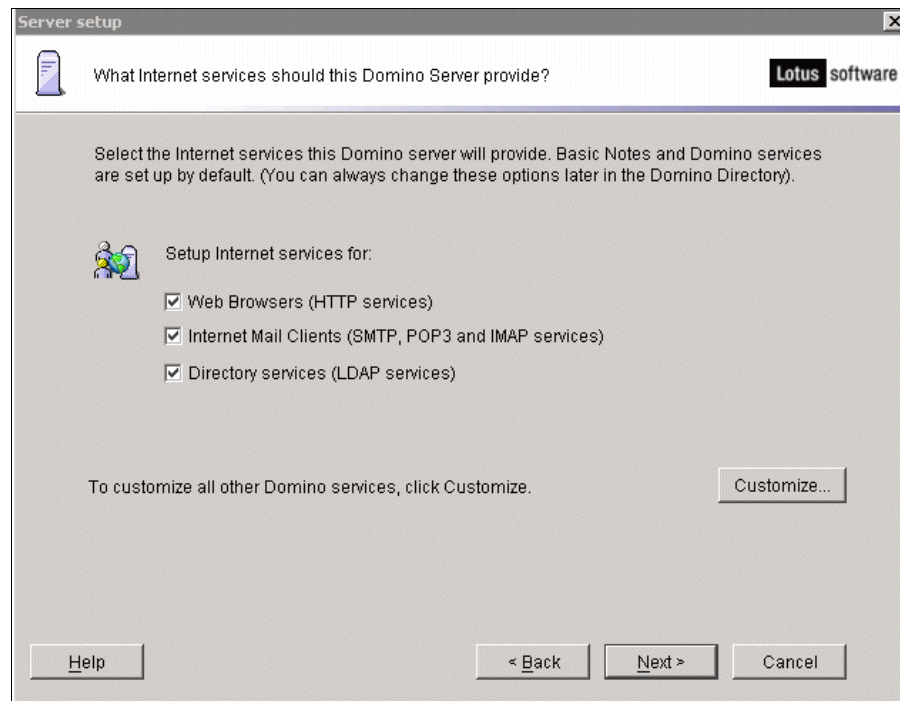 Server setup
What Internet services should this Domino Server provide?
Lotus software
Select the Internet services this Domino server will provide. Basic Notes and Domino services
are set up by default. (You can always change these options later in the Domino Directory).
Setup Internet services for:
Web Browsers (HTTP services)
Internet Mail Clients (SMTP, POP3 and IMAP services)
Directory services (LDAP services)
To customize all other Domino services, click Customize.
Customize...
Help
< Back
Next >
Cancel